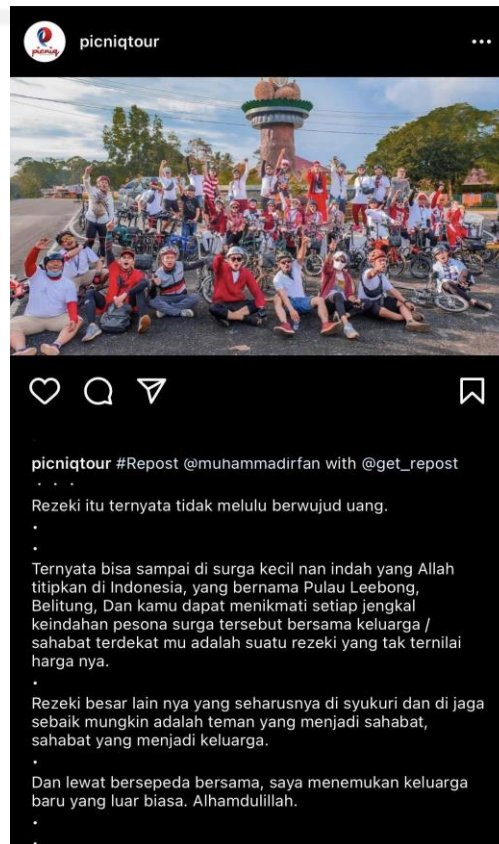 picniq
picniqtour
picniqtour #Repost @muhammadirfan with @get_repost
. . .
Rezeki itu ternyata tidak melulu berwujud uang.
.
.
Ternyata bisa sampai di surga kecil nan indah yang Allah
titipkan di Indonesia, yang bernama Pulau Leebong,
Belitung, Dan kamu dapat menikmati setiap jengkal
keindahan pesona surga tersebut bersama keluarga /
sahabat terdekat mu adalah suatu rezeki yang tak ternilai
harga nya.
.
Rezeki besar lain nya yang seharusnya di syukuri dan di jaga
sebaik mungkin adalah teman yang menjadi sahabat,
sahabat yang menjadi keluarga.
.
Dan lewat bersepeda bersama, saya menemukan keluarga
baru yang luar biasa. Alhamdulillah.
.
.